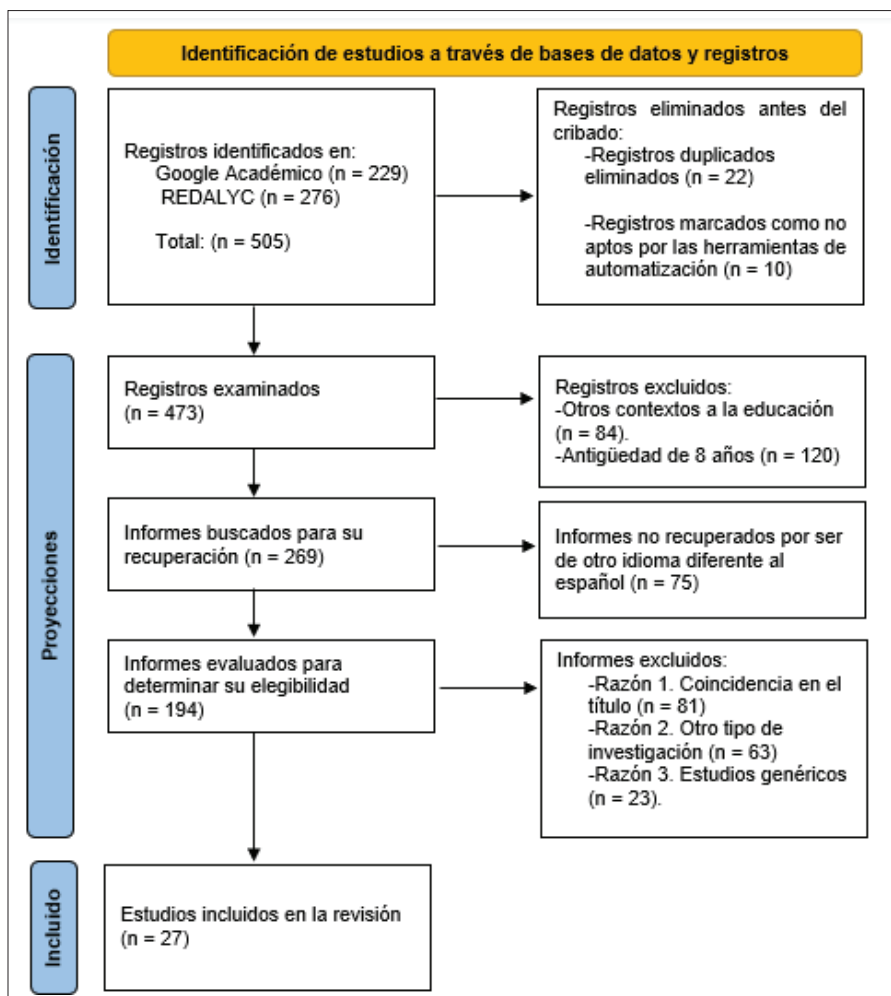 Identificación de estudios a través de bases de datos y registros
Identificación
Registros identificados en:
Google Académico (n = 229)
REDALYC (n = 276)
Total: (n = 505)
Registros eliminados antes del
cribado:
-Registros duplicados
eliminados (n = 22)
-Registros marcados como no
aptos por las herramientas de
automatización (n = 10)
Proyecciones
Registros examinados
(n = 473)
Registros excluidos:
-Otros contextos a la educación
(n = 84).
-Antigüedad de 8 años (n = 120)
Informes buscados para su
recuperación (n = 269)
Informes no recuperados por ser
de otro idioma diferente al
español (n = 75)
Informes evaluados para
determinar su elegibilidad
(n = 194)
Informes excluidos:
-Razón 1. Coincidencia en el
título (n = 81)
-Razón 2. Otro tipo de
investigación (n = 63)
-Razón 3. Estudios genéricos
(n = 23).
Incluido
Estudios incluidos en la revisión
(n = 27)